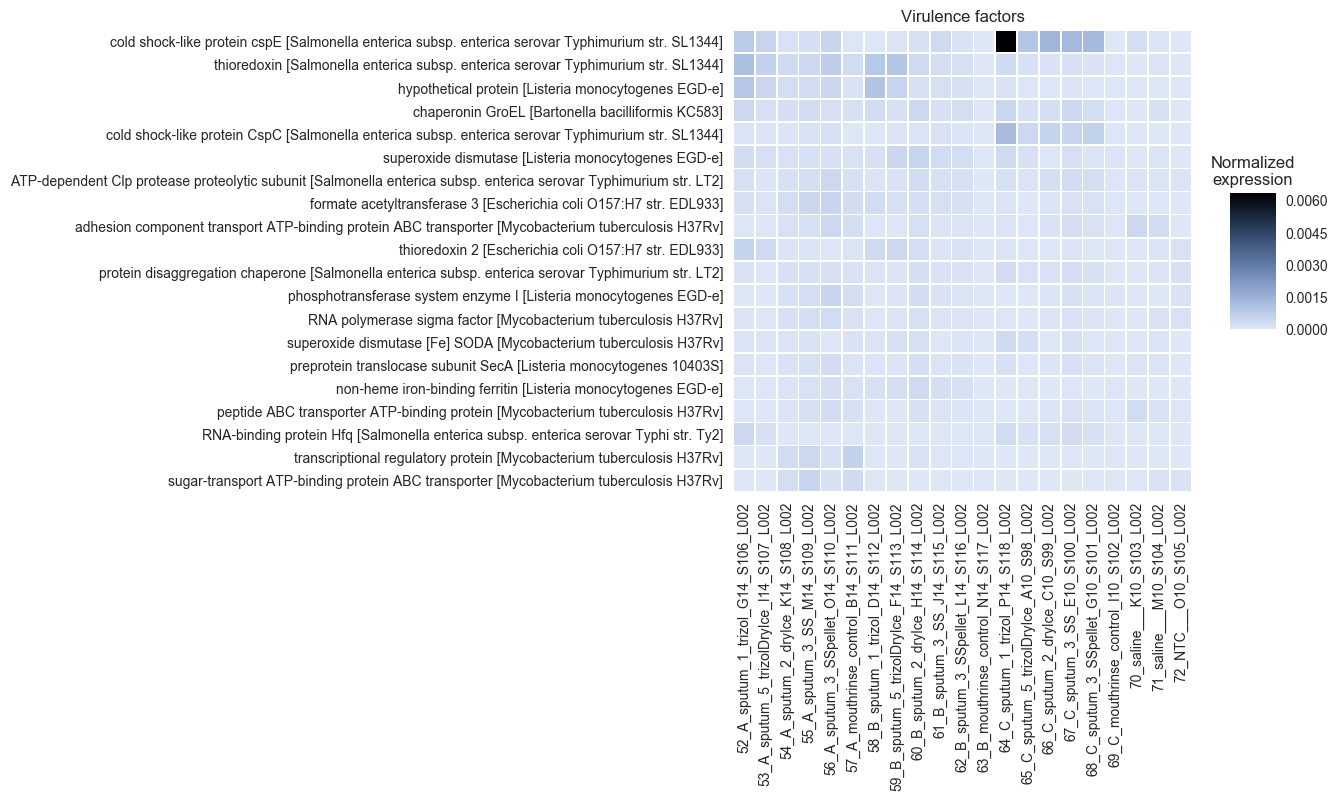 Virulence factors
cold shock-like protein cspE [Salmonella enterica subsp. enterica serovar Typhimurium str. SL1344]
thioredoxin [Salmonella enterica subsp. enterica serovar Typhimurium str. SL1344]
hypothetical protein [Listeria monocytogenes EGD-e]
chaperonin GroEL [Bartonella bacilliformis KC583]
cold shock-like protein CspC [Salmonella enterica subsp. enterica serovar Typhimurium str. SL1344]
superoxide dismutase [Listeria monocytogenes EGD-e]
ATP-dependent Clp protease proteolytic subunit [Salmonella enterica subsp. enterica serovar Typhimurium str. LT2]
formate acetyltransferase 3 [Escherichia coli O157:H7 str. EDL933]
adhesion component transport ATP-binding protein ABC transporter [Mycobacterium tuberculosis H37Rv]
thioredoxin 2 [Escherichia coli O157:H7 str. EDL933]
protein disaggregation chaperone [Salmonella enterica subsp. enterica serovar Typhimurium str. LT2]
phosphotransferase system enzyme I [Listeria monocytogenes EGD-e]
RNA polymerase sigma factor [Mycobacterium tuberculosis H37Rv]
superoxide dismutase [Fe] SODA [Mycobacterium tuberculosis H37Rv]
preprotein translocase subunit SecA [Listeria monocytogenes 10403S]
non-heme iron-binding ferritin [Listeria monocytogenes EGD-e]
peptide ABC transporter ATP-binding protein [Mycobacterium tuberculosis H37Rv]
RNA-binding protein Hfq [Salmonella enterica subsp. enterica serovar Typhi str. Ty2]
transcriptional regulatory protein [Mycobacterium tuberculosis H37Rv]
sugar-transport ATP-binding protein ABC transporter [Mycobacterium tuberculosis H37Rv]
Normalized
expression
0.0060
0.0045
0.0030
0.0015
0.0000
52_A_sputum_1_trizol_G14_S106_L002
53_A_sputum_5_trizolDryIce_I14_S107_L002
54_A_sputum_2_dryIce_K14_S108_L002
55_A_sputum_3_SS_M14_S109_L002
56_A_sputum_3_SSpellet_O14_S110_L002
57_A_mouthrinse_control_B14_S111_L002
58_B_sputum_1_trizol_D14_S112_L002
59_B_sputum_5_trizolDryIce_F14_S113_L002
60_B_sputum_2_dryIce_H14_S114_L002
61_B_sputum_3_SS_J14_S115_L002
62_B_sputum_3_SSpellet_L14_S116_L002
63_B_mouthrinse_control_N14_S117_L002
64_C_sputum_1_trizol_P14_S118_L002
65_C_sputum_5_trizolDryIce_A10_S98_L002
66_C_sputum_2_dryIce_C10_S99_L002
67_C_sputum_3_SS_E10_S100_L002
68_C_sputum_3_SSpellet_G10_S101_L002
69_C_mouthrinse_control_I10_S102_L002
70_saline___K10_S103_L002
71_saline___M10_S104_L002
72_NTC___O10_S105_L002